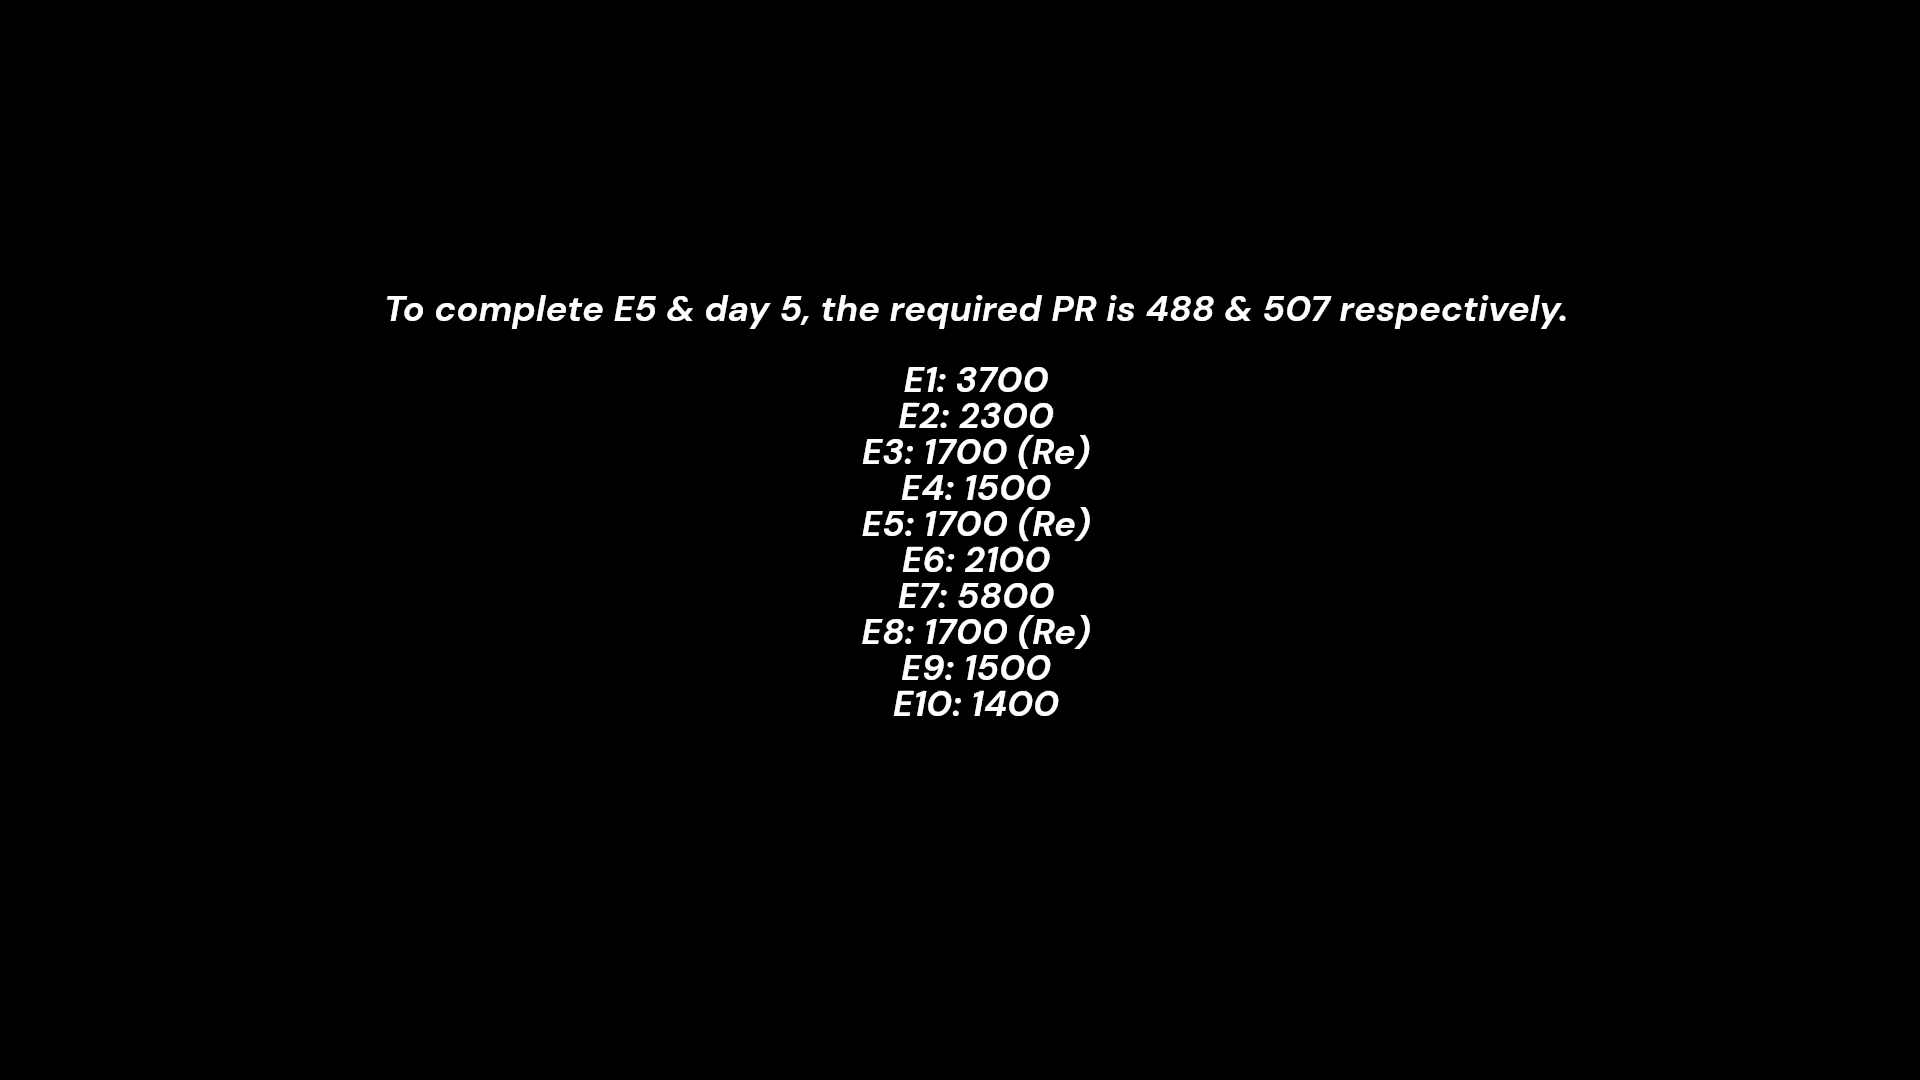 To complete E5 & day 5, the required PR is 488 & 507 respectively.
E1: 3700
E2: 2300
E3: 1700 (Re)
E4: 1500
E5: 1700 (Re)
E6: 2100
E7: 5800
E8: 1700 (Re)
E9: 1500
E10: 1400